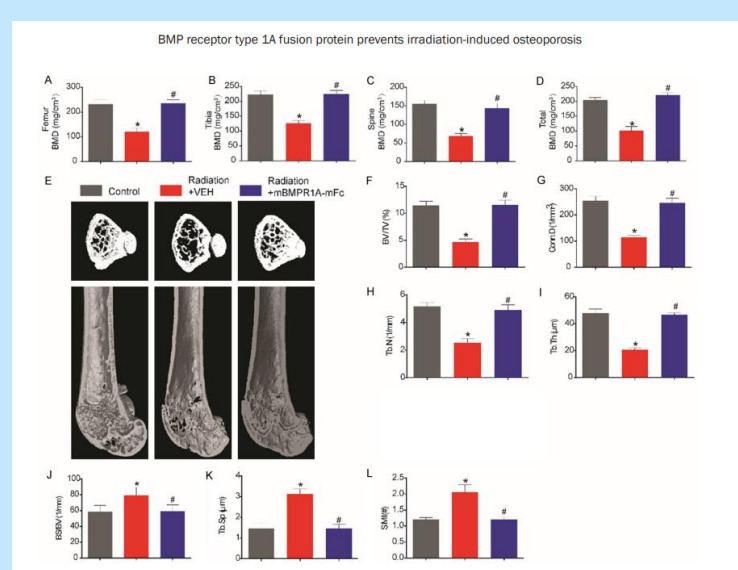 BMP receptor type 1A fusion protein prevents irradiation-induced osteoporosis
A
Femur
BMD (mg/cm³)
300
200
100
0
*
#
B
Tibia
BMD (mg/cm³)
250
200
150
100
50
0
*
#
C
Spine
BMD (mg/cm³)
200
150
100
50
0
*
#
D
Total
BMD (mg/cm³)
250
200
150
100
50
0
*
#
E
Control
Radiation
+VEH
Radiation
+mBMPR1A-mFc
F
BV/TV(%)
15
10
5
0
*
#
G
Conn.D(1/mm³)
300
200
100
0
*
#
H
Tb.N(1/mm)
6
4
2
0
*
#
I
Tb.Th(μm)
60
40
20
0
*
#
J
BS/BV(1/mm)
100
80
60
40
20
0
*
#
K
Tb.Sp(μm)
4
3
2
1
0
*
#
L
SMI(#)
2.5
2.0
1.5
1.0
0.5
0.0
*
#